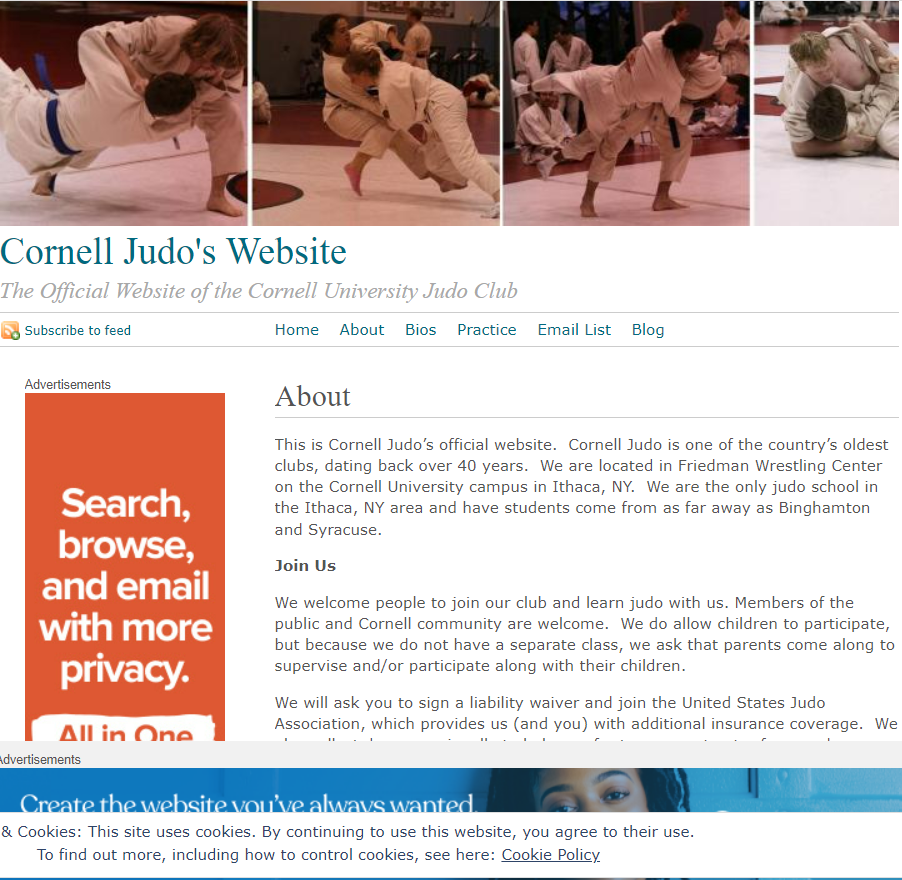 Cornell Judo's Website
The Official Website of the Cornell University Judo Club
Subscribe to feed
Home About Bios Practice Email List Blog
Advertisements
Search,
browse,
and email
with more
privacy.
All in One
About
This is Cornell Judo’s official website.  Cornell Judo is one of the country’s oldest
clubs, dating back over 40 years.  We are located in Friedman Wrestling Center
on the Cornell University campus in Ithaca, NY.  We are the only judo school in
the Ithaca, NY area and have students come from as far away as Binghamton
and Syracuse.
Join Us
We welcome people to join our club and learn judo with us. Members of the
public and Cornell community are welcome.  We do allow children to participate,
but because we do not have a separate class, we ask that parents come along to
supervise and/or participate along with their children.
We will ask you to sign a liability waiver and join the United States Judo
Association, which provides us (and you) with additional insurance coverage.  We
Advertisements
Create the website you've always wanted
& Cookies: This site uses cookies. By continuing to use this website, you agree to their use.
To find out more, including how to control cookies, see here: Cookie Policy